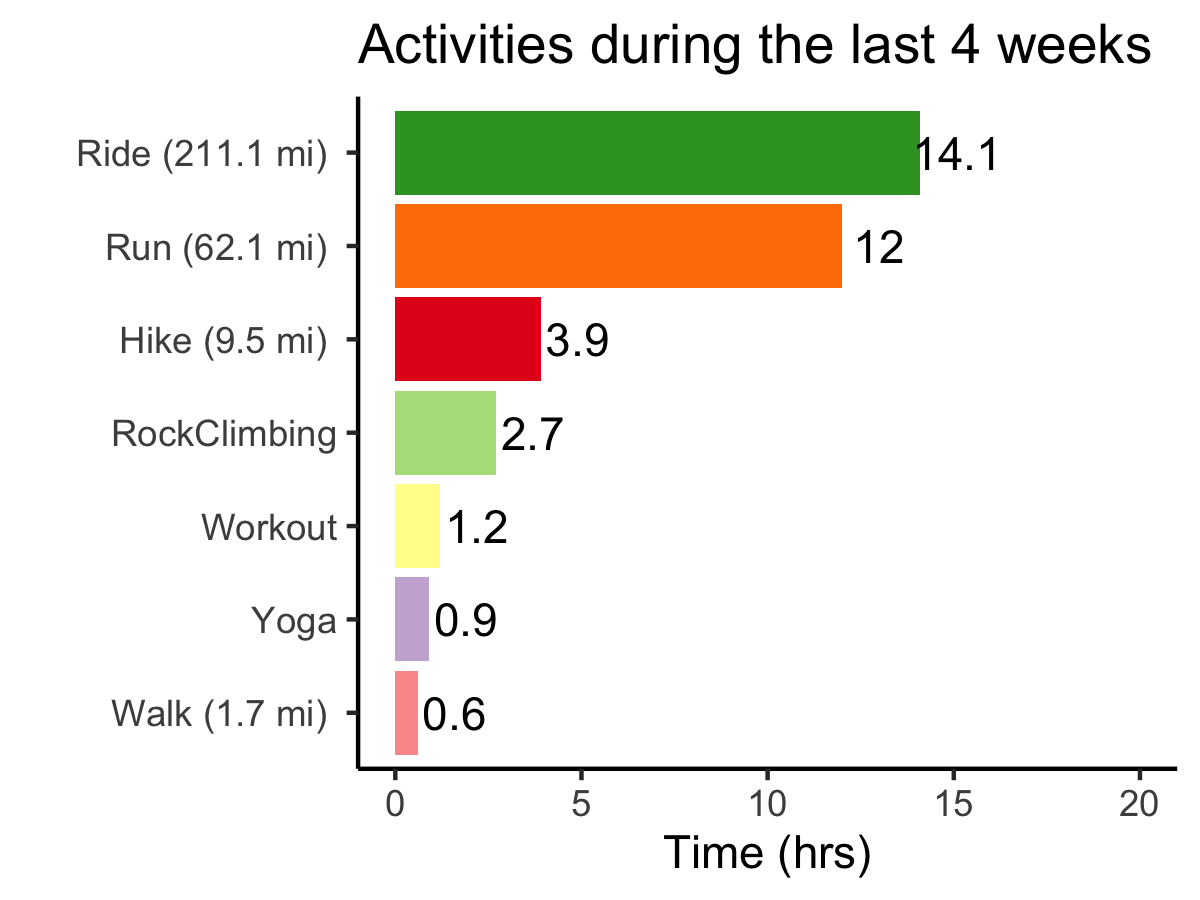 Activities during the last 4 weeks
Ride (211.1 mi) 14.1
Run (62.1 mi) 12
Hike (9.5 mi) 3.9
RockClimbing 2.7
Workout 1.2
Yoga 0.9
Walk (1.7 mi) 0.6
0 5 10 15 20
Time (hrs)